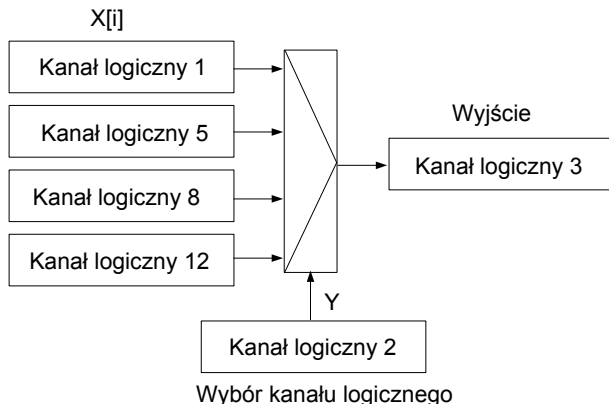 X[i]
Kanał logiczny 1
Kanał logiczny 5
Kanał logiczny 8
Kanał logiczny 12
Wyjście
Kanał logiczny 3
Y
Kanał logiczny 2
Wybór kanału logicznego